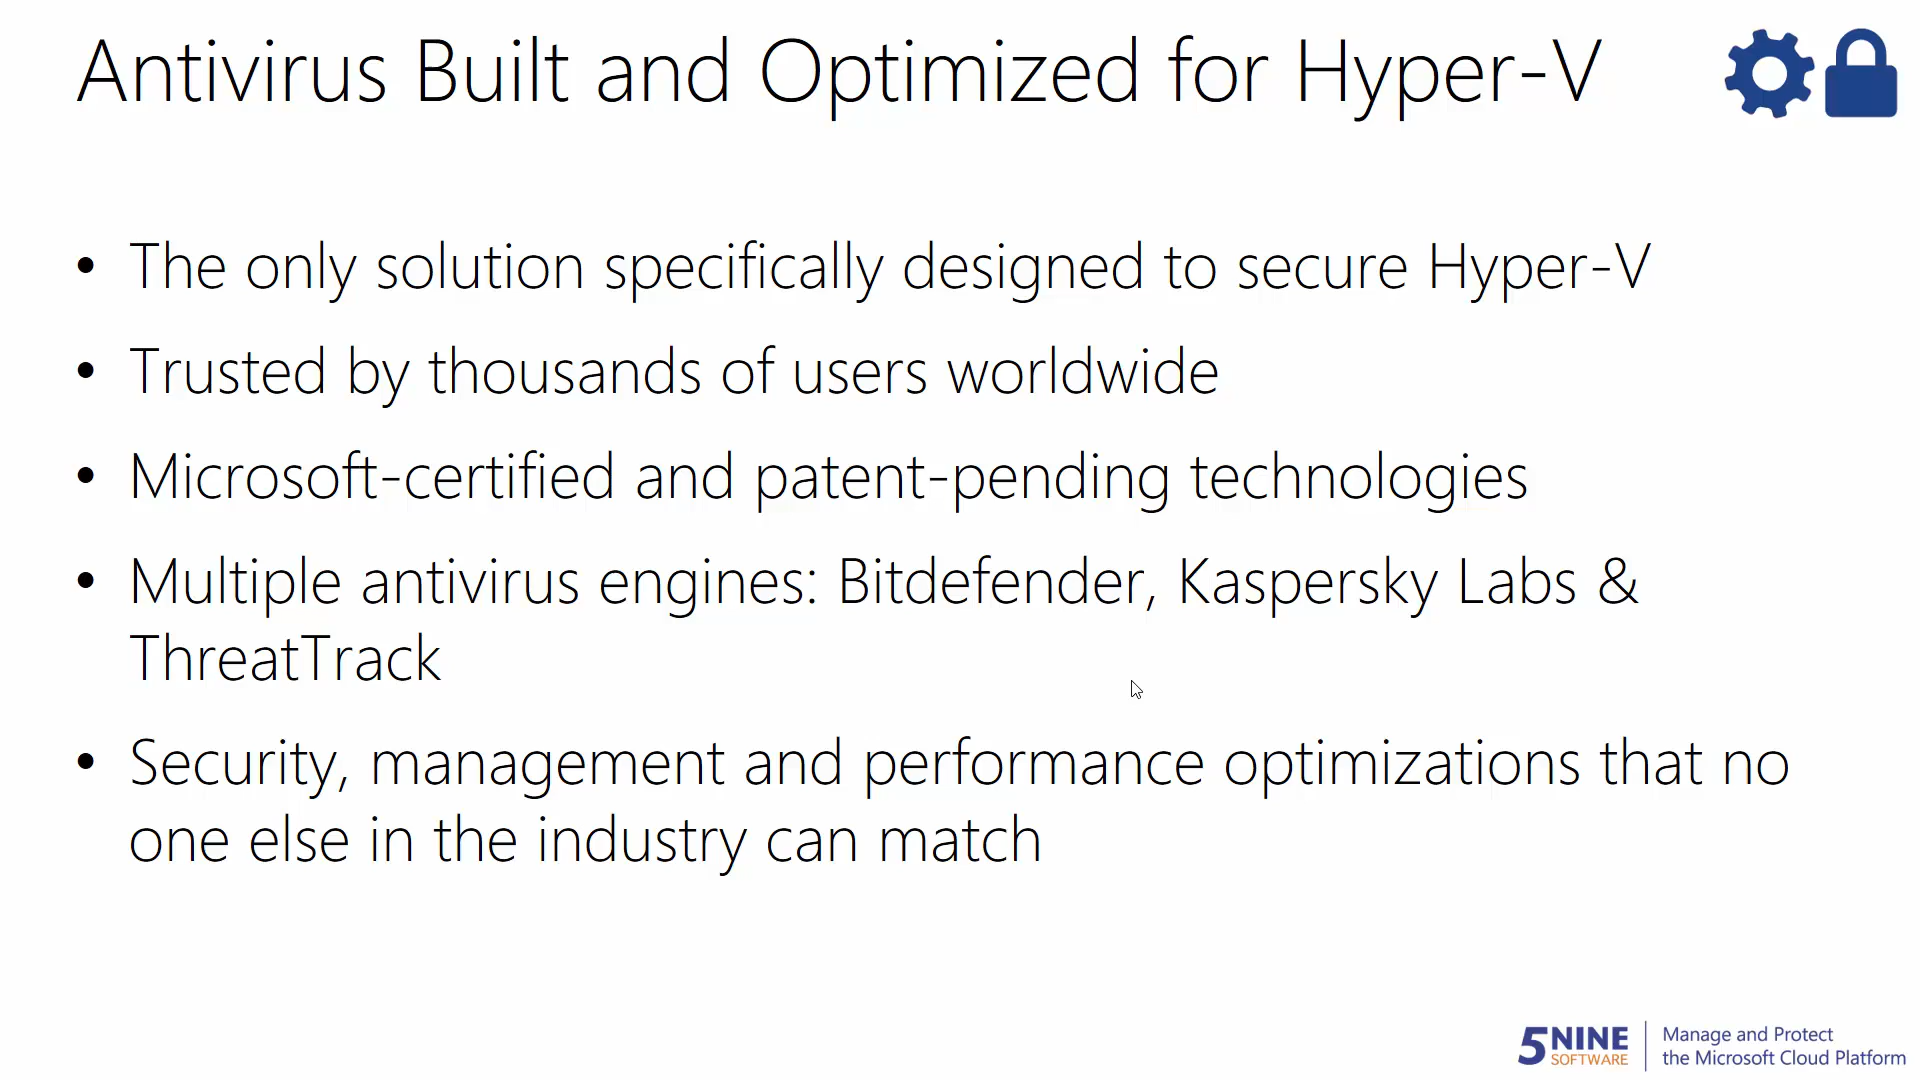 Antivirus Built and Optimized for Hyper-V
• The only solution specifically designed to secure Hyper-V
• Trusted by thousands of users worldwide
• Microsoft-certified and patent-pending technologies
• Multiple antivirus engines: Bitdefender, Kaspersky Labs &
ThreatTrack
• Security, management and performance optimizations that no
one else in the industry can match
5NINE
SOFTWARE
Manage and Protect
the Microsoft Cloud Platform